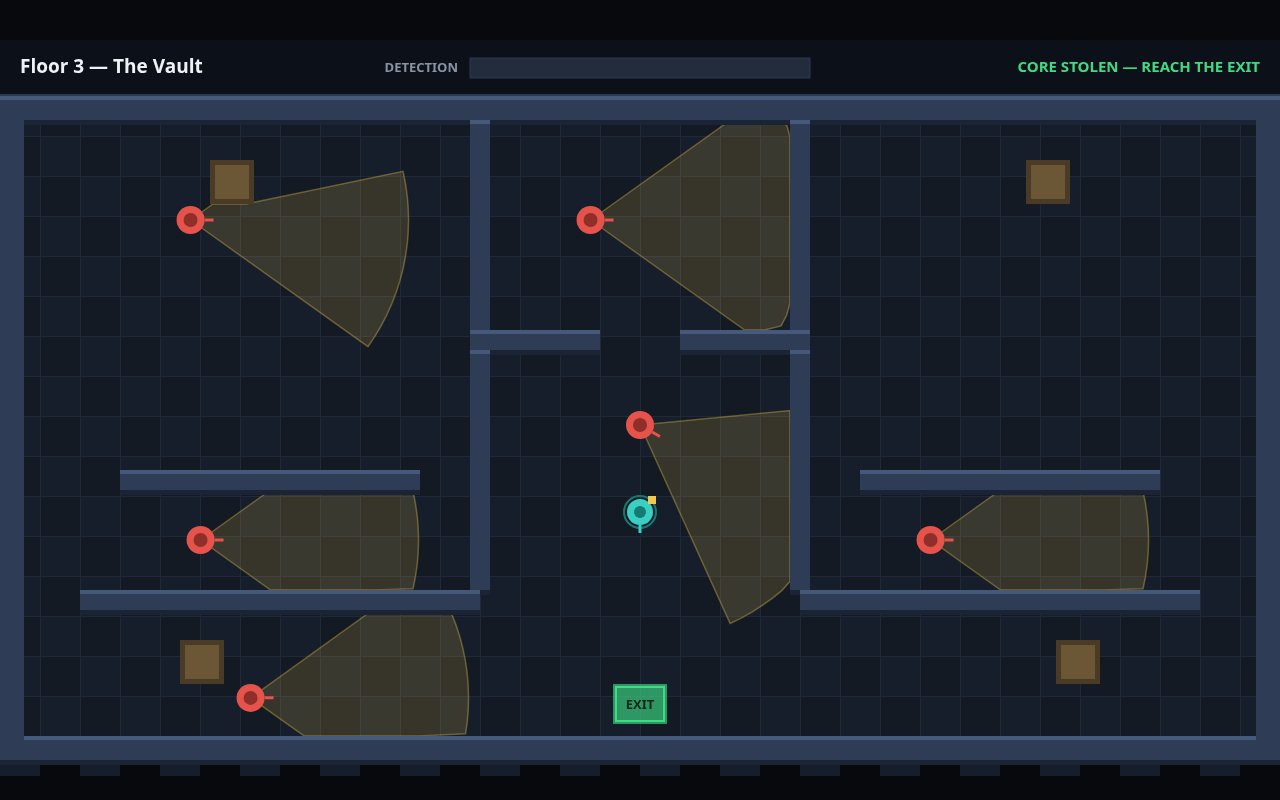 Floor 3 — The Vault
DETECTION
CORE STOLEN — REACH THE EXIT
EXIT